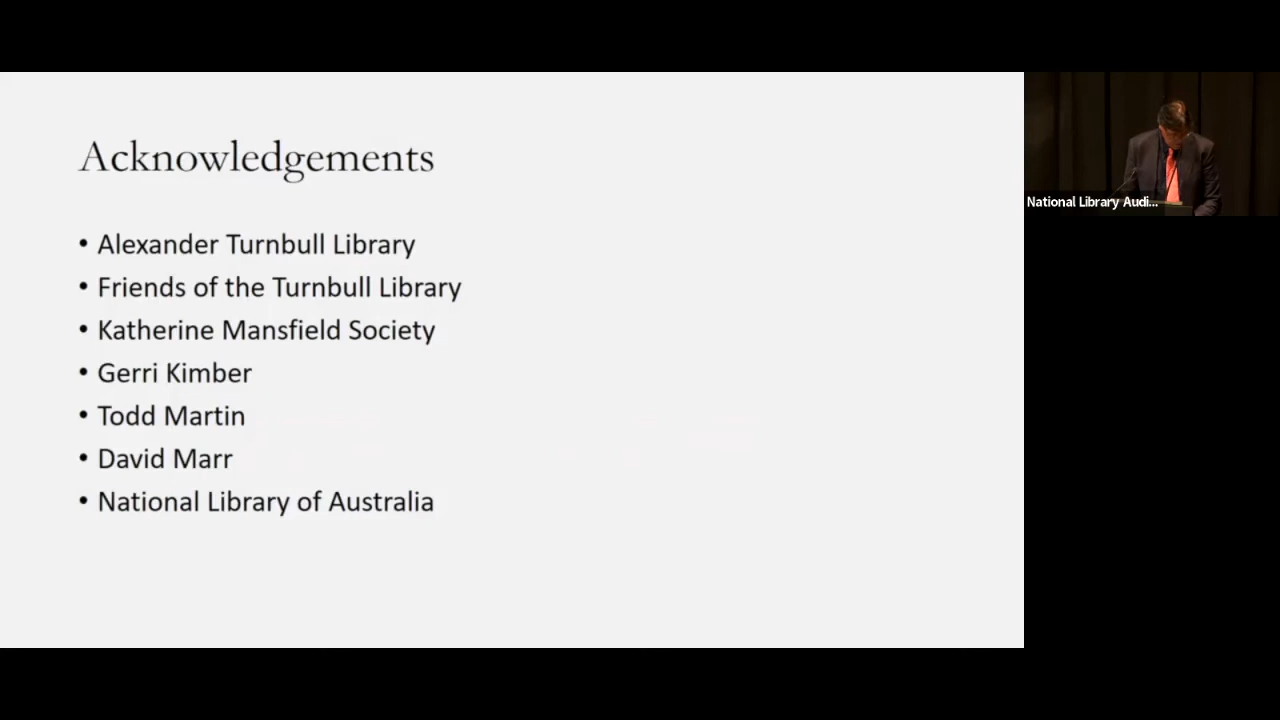 Acknowledgements
• Alexander Turnbull Library
• Friends of the Turnbull Library
• Katherine Mansfield Society
• Gerri Kimber
• Todd Martin
• David Marr
• National Library of Australia
National Library Audi...